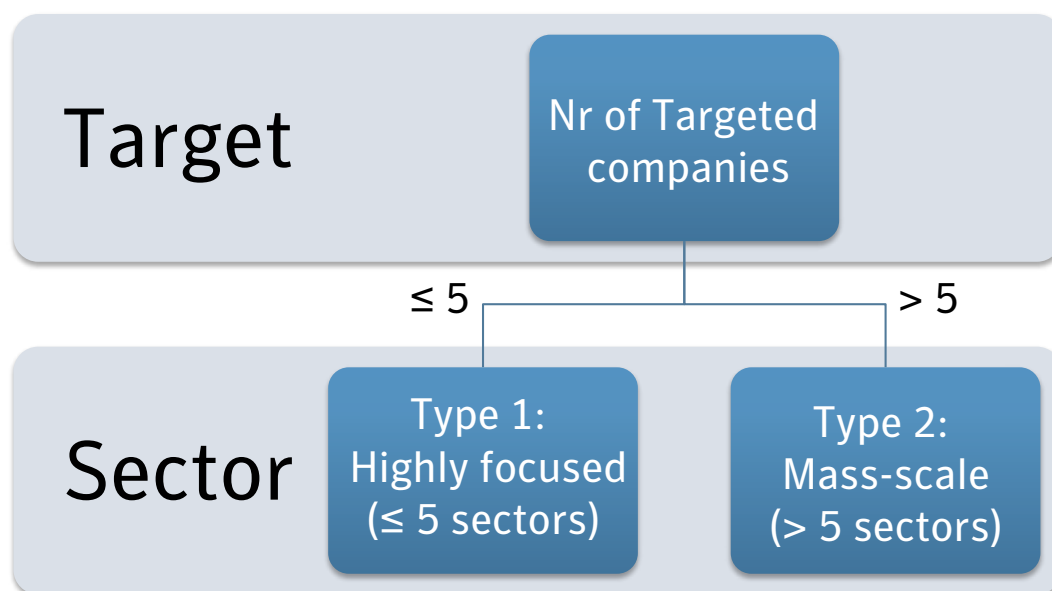 Target
Nr of Targeted
companies
≤ 5
> 5
Sector
Type 1:
Highly focused
(≤ 5 sectors)
Type 2:
Mass-scale
(> 5 sectors)